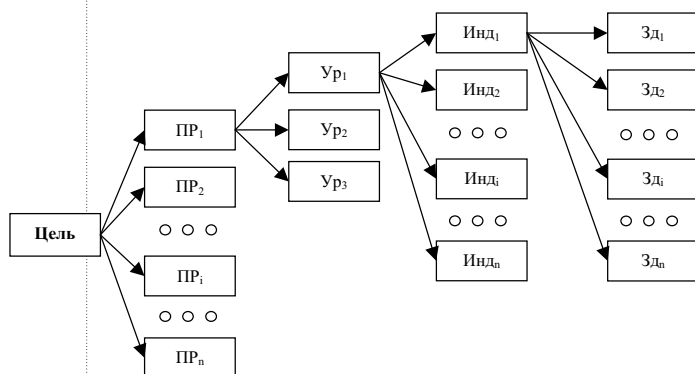 Цель
ПР₁
ПР₂
ПРᵢ
ПРₙ
Ур₁
Ур₂
Ур₃
Инд₁
Инд₂
Индᵢ
Индₙ
Зд₁
Зд₂
Здᵢ
Здₙ